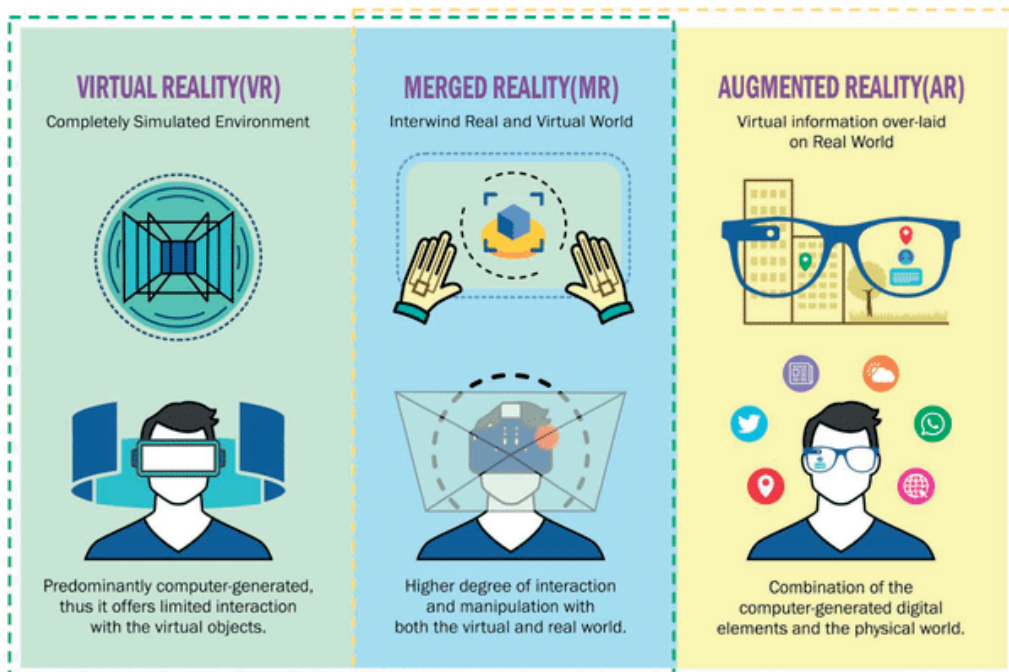 VIRTUAL REALITY(VR)
Completely Simulated Environment
Predominantly computer-generated,
thus it offers limited interaction
with the virtual objects.
MERGED REALITY(MR)
Interwind Real and Virtual World
Higher degree of interaction
and manipulation with
both the virtual and real world.
AUGMENTED REALITY(AR)
Virtual information over-laid
on Real World
Combination of the
computer-generated digital
elements and the physical world.